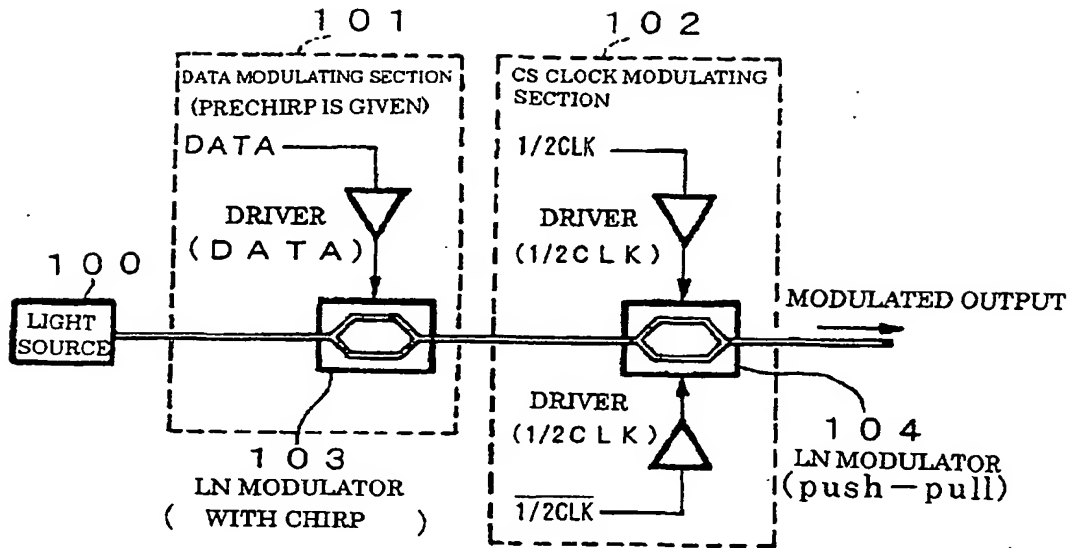 101
102
DATA MODULATING SECTION
(PRECHIRP IS GIVEN)
DATA
DRIVER
(DATA)
CS CLOCK MODULATING
SECTION
1/2CLK
DRIVER
(1/2CLK)
100
LIGHT
SOURCE
MODULATED OUTPUT
DRIVER
(1/2CLK)
1/2CLK
103
LN MODULATOR
( WITH CHIRP )
104
LN MODULATOR
(push-pull)